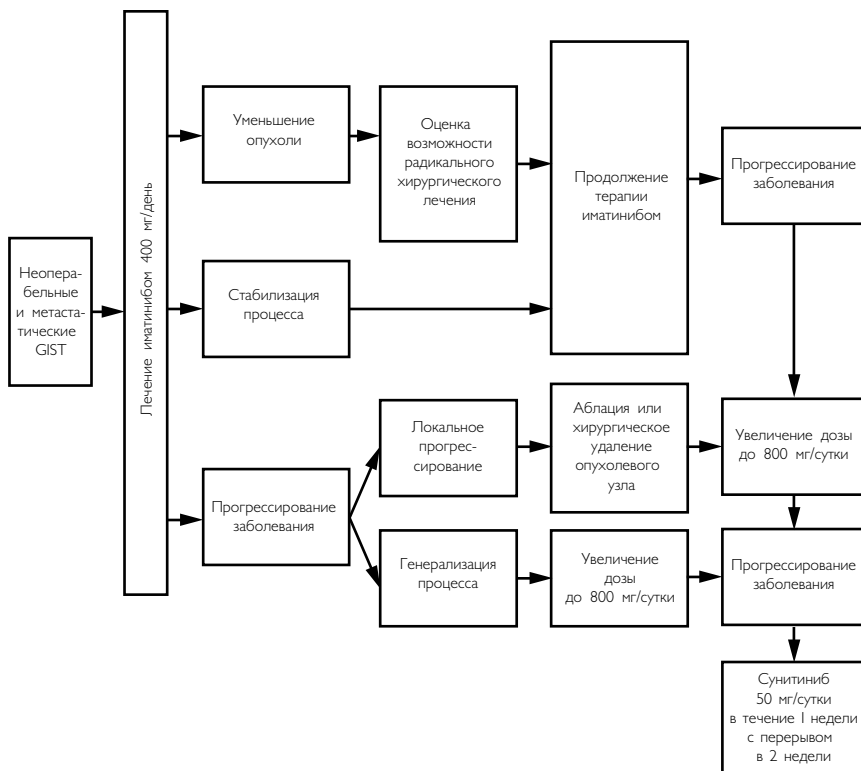 Неопера-
бельные
и метаста-
тические
GIST
Лечение иматинибом 400 мг/день
Уменьшение
опухоли
Оценка
возможности
радикального
хирургического
лечения
Продолжение
терапии
иматинибом
Прогрессирование
заболевания
Стабилизация
процесса
Прогрессирование
заболевания
Локальное
прогрес-
сирование
Аблация или
хирургическое
удаление
опухолевого
узла
Увеличение дозы
до 800 мг/сутки
Генерализация
процесса
Увеличение
дозы
до 800 мг/сутки
Прогрессирование
заболевания
Сунитиниб
50 мг/сутки
в течение 1 недели
с перерывом
в 2 недели